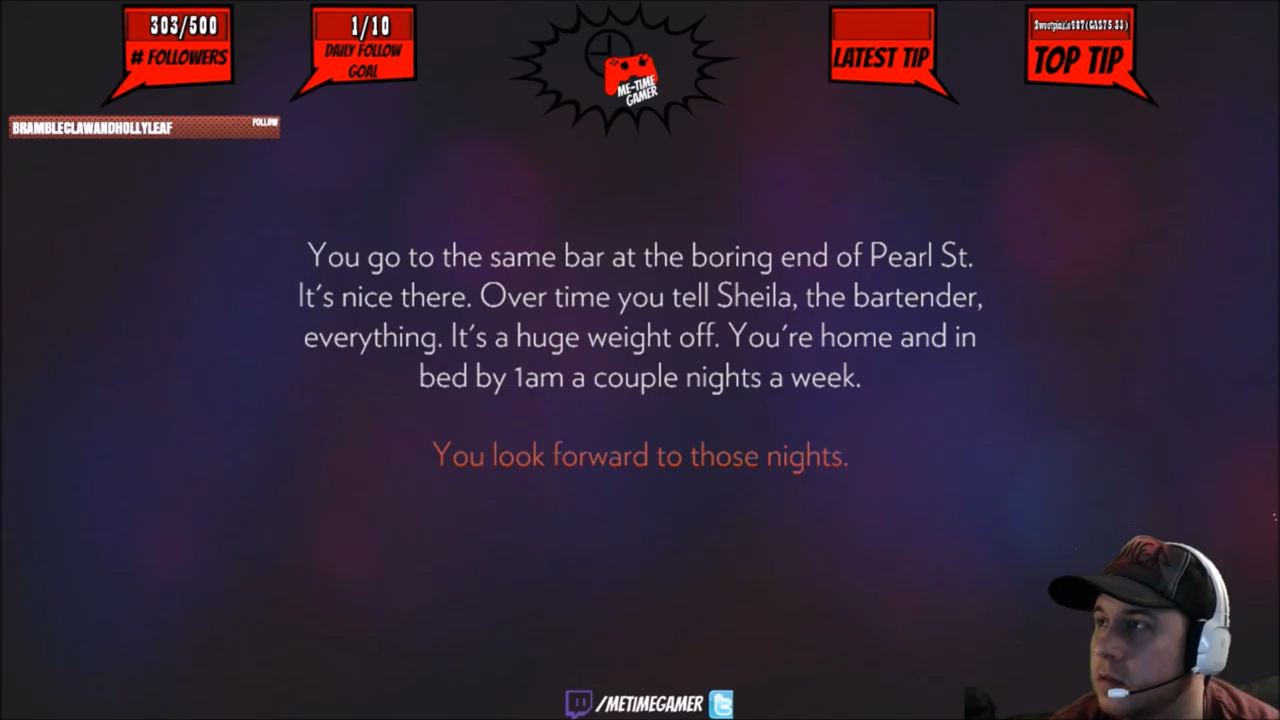 303/500
# FOLLOWERS
1/10
DAILY FOLLOW
GOAL
ME-TIME
GAMER
LATEST TIP
TOP TIP
BRAMBLECLAWANDHOLLYLEAF
FOLLOW
You go to the same bar at the boring end of Pearl St.
It's nice there. Over time you tell Sheila, the bartender,
everything. It's a huge weight off. You're home and in
bed by 1am a couple nights a week.
You look forward to those nights.
/METIMEGAMER